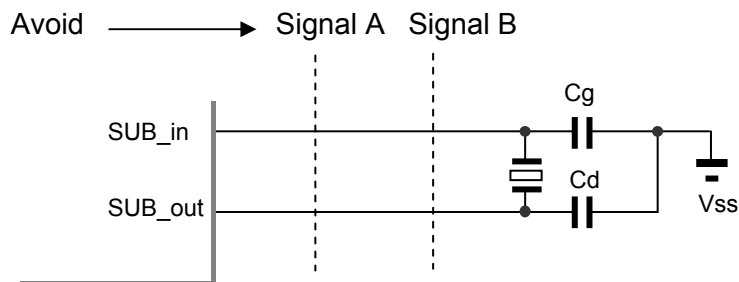 Avoid Signal A Signal B
Cg
SUB_in
Cd
SUB_out
Vss